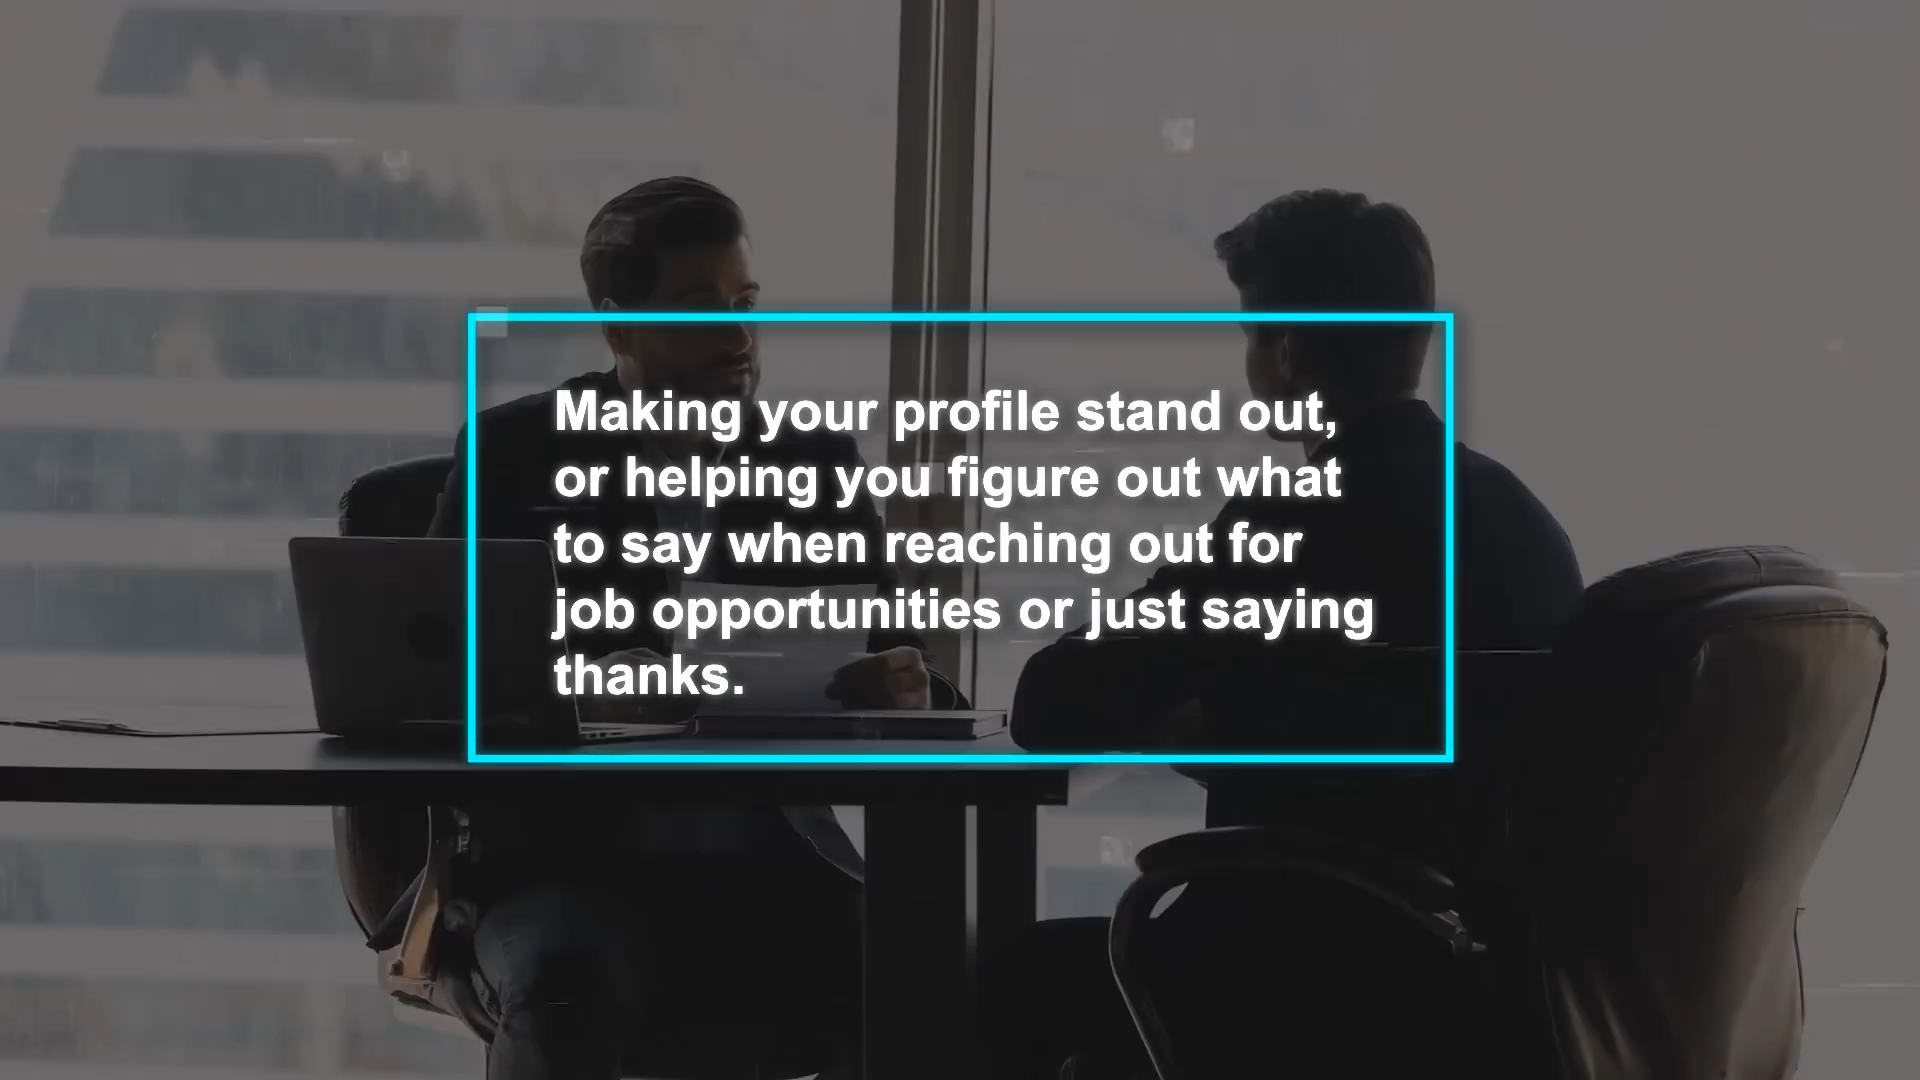 Making your profile stand out,
or helping you figure out what
to say when reaching out for
job opportunities or just saying
thanks.